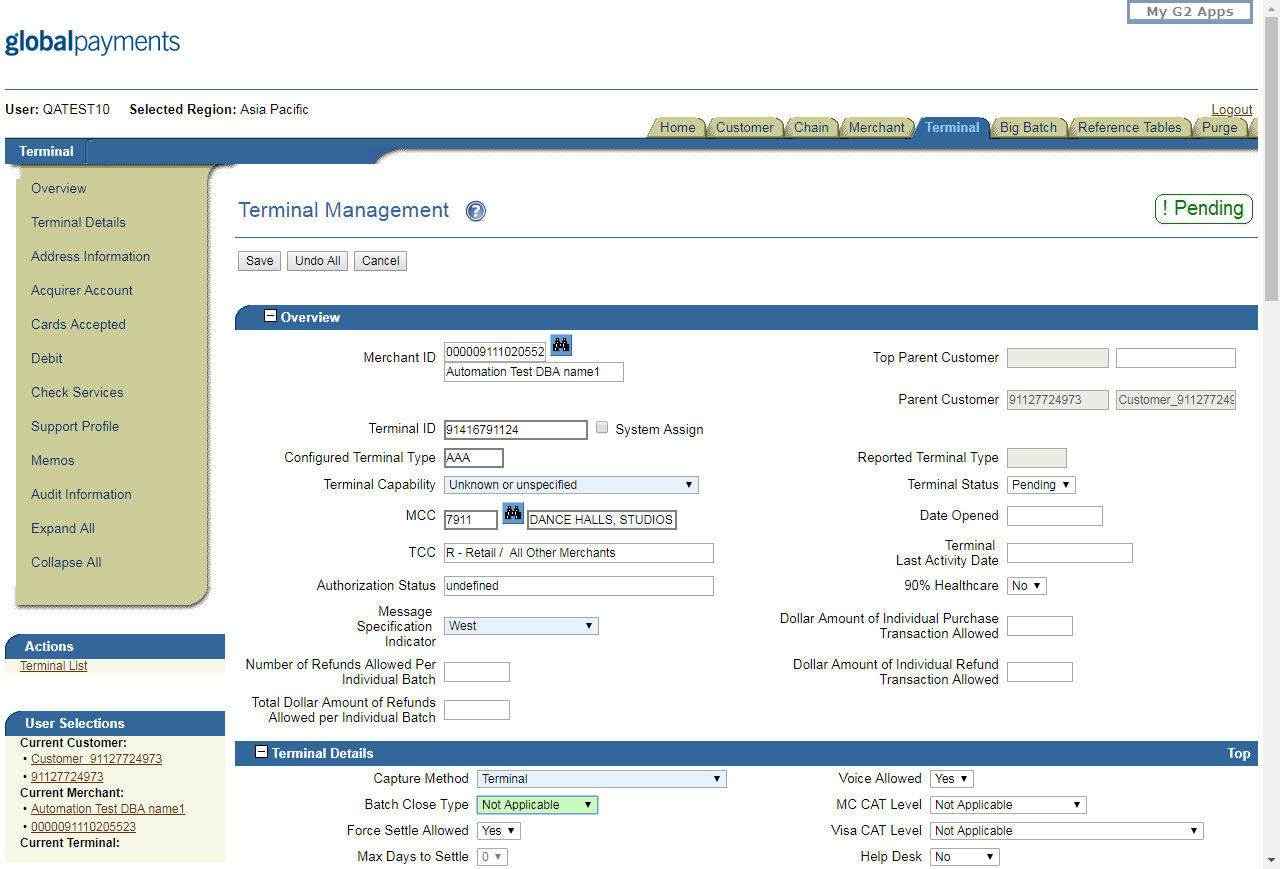 My G2 Apps
globalpayments
User: QATEST10 Selected Region: Asia Pacific
Logout
Home Customer Chain Merchant Terminal Big Batch Reference Tables Purge
Terminal
Overview
Terminal Details
Address Information
Acquirer Account
Cards Accepted
Debit
Check Services
Support Profile
Memos
Audit Information
Expand All
Collapse All
Actions
Terminal List
User Selections
Current Customer:
• Customer_91127724973
• 91127724973
Current Merchant:
• Automation Test DBA name1
• 0000091110205523
Current Terminal:
Terminal Management ?
! Pending
Save Undo All Cancel
Overview
Merchant ID 000009111020552
Automation Test DBA name1
Top Parent Customer
Parent Customer 91127724973 Customer_911277249
Terminal ID 91416791124 System Assign
Configured Terminal Type AAA
Reported Terminal Type
Terminal Capability Unknown or unspecified
Terminal Status Pending
MCC 7911 DANCE HALLS, STUDIOS
Date Opened
TCC R - Retail / All Other Merchants
Terminal
Last Activity Date
Authorization Status undefined
90% Healthcare No
Message
Specification
Indicator
West
Dollar Amount of Individual Purchase
Transaction Allowed
Number of Refunds Allowed Per
Individual Batch
Dollar Amount of Individual Refund
Transaction Allowed
Total Dollar Amount of Refunds
Allowed per Individual Batch
Terminal Details Top
Capture Method Terminal
Voice Allowed Yes
Batch Close Type Not Applicable
MC CAT Level Not Applicable
Force Settle Allowed Yes
Visa CAT Level Not Applicable
Max Days to Settle 0
Help Desk No